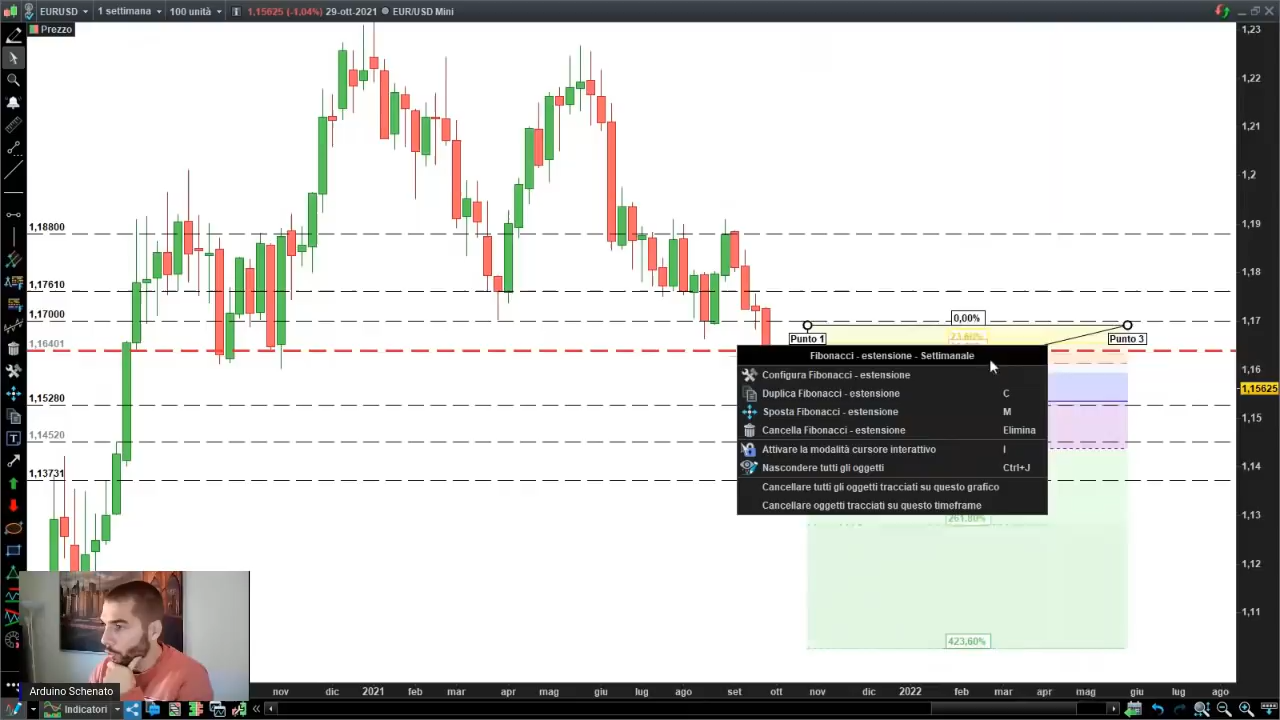 EURUSD 1 settimana 100 unità 1,15625 (-1,04%) 29-ott-2021 EUR/USD Mini
Prezzo
1,23
1,22
1,21
1,2
1,19
1,18
1,17
1,16
1,15625
1,15
1,14
1,13
1,12
1,11
1,18800
1,17610
1,17000
1,16401
1,15280
1,14520
1,13731
0,00%
23,60%
Punto 1
Punto 3
Fibonacci - estensione - Settimanale
Configura Fibonacci - estensione
Duplica Fibonacci - estensione C
Sposta Fibonacci - estensione M
Cancella Fibonacci - estensione Elimina
Attivare la modalità cursore interattivo I
Nascondere tutti gli oggetti Ctrl+J
Cancellare tutti gli oggetti tracciati su questo grafico
Cancellare oggetti tracciati su questo timeframe
261,80%
423,60%
Arduino Schenato
nov dic 2021 feb mar apr mag giu lug ago set ott nov 2022 feb mar apr mag giu lug ago
Indicatori